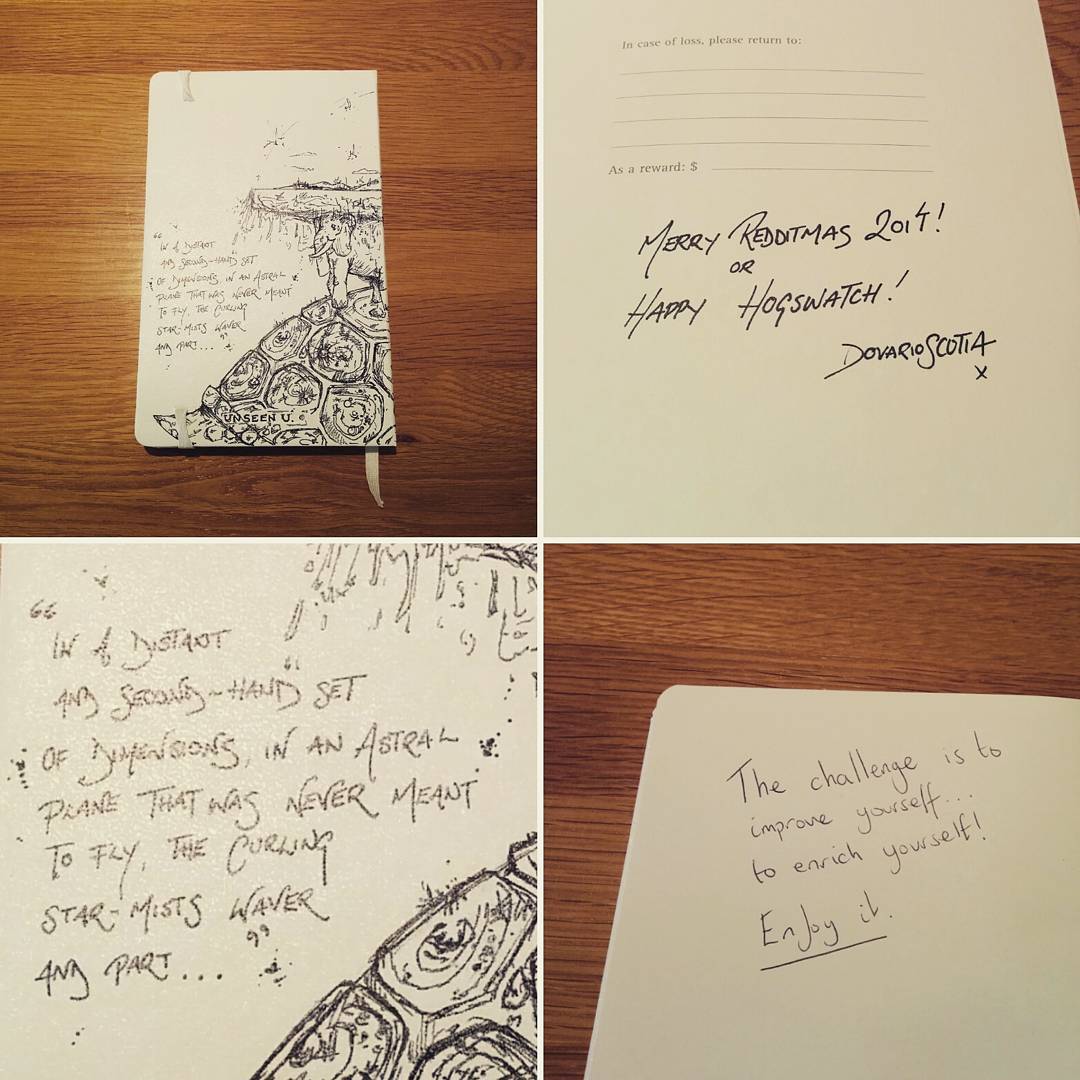 “
IN A DISTANT
AND SECOND-HAND SET
OF DIMENSIONS, IN AN ASTRAL
PLANE THAT WAS NEVER MEANT
TO FLY, THE CURLING
STAR-MISTS WAVER
AND PART... ”
UNSEEN U.
In case of loss, please return to:
As a reward: $
MERRY REDDITMAS 2014!
OR
HAPPY HOGSWATCH!
DOVARIOSCOTIA
x
“
IN A DISTANT
AND SECOND-HAND SET
OF DIMENSIONS, IN AN ASTRAL
PLANE THAT WAS NEVER MEANT
TO FLY, THE CURLING
STAR-MISTS WAVER
AND PART... ”
The challenge is to
improve yourself...
to enrich yourself!
Enjoy it.